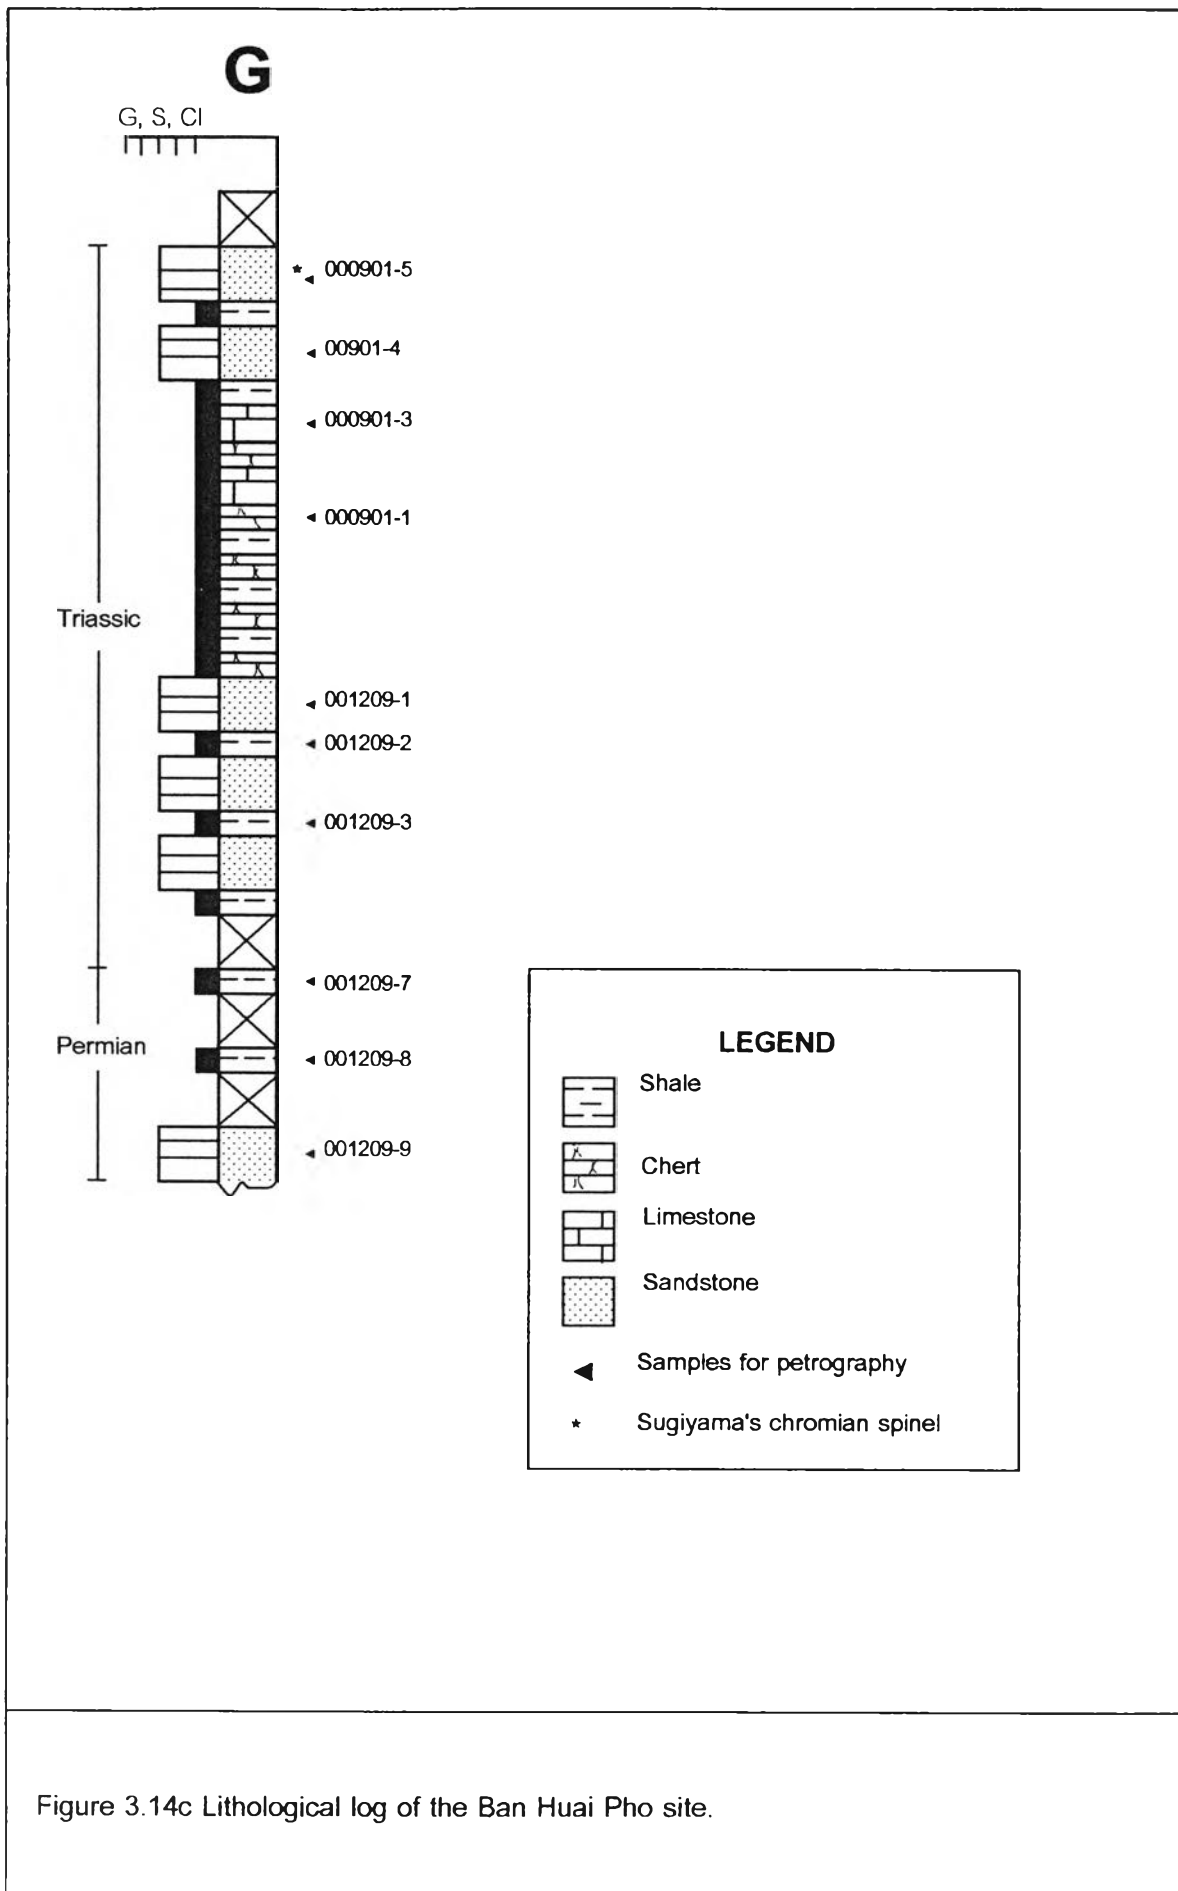 G
G, S, Cl
000901-5
00901-4
000901-3
000901-1
Triassic
001209-1
001209-2
001209-3
001209-7
Permian
001209-8
001209-9
LEGEND
Shale
Chert
Limestone
Sandstone
Samples for petrography
Sugiyama's chromian spinel
Figure 3.14c Lithological log of the Ban Huai Pho site.